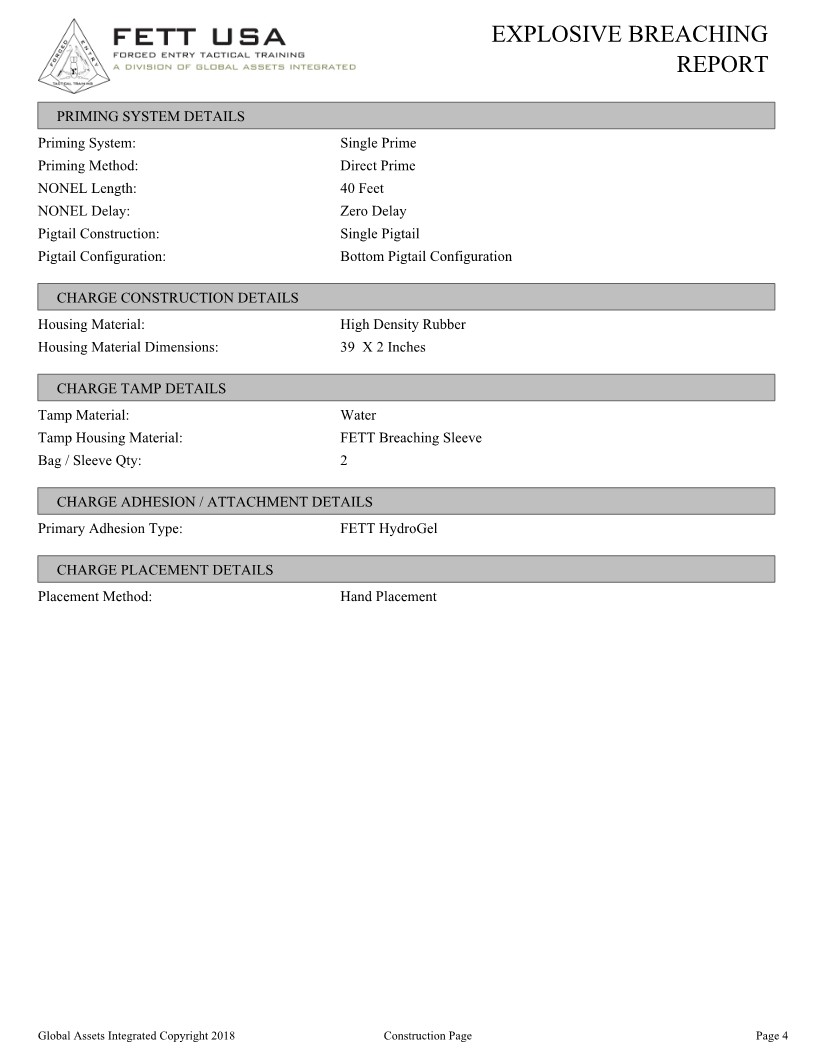 FORCED ENTRY
TACTICAL TRAINING
FETT USA
FORCED ENTRY TACTICAL TRAINING
A DIVISION OF GLOBAL ASSETS INTEGRATED
EXPLOSIVE BREACHING
REPORT
PRIMING SYSTEM DETAILS
Priming System: Single Prime
Priming Method: Direct Prime
NONEL Length: 40 Feet
NONEL Delay: Zero Delay
Pigtail Construction: Single Pigtail
Pigtail Configuration: Bottom Pigtail Configuration
CHARGE CONSTRUCTION DETAILS
Housing Material: High Density Rubber
Housing Material Dimensions: 39 X 2 Inches
CHARGE TAMP DETAILS
Tamp Material: Water
Tamp Housing Material: FETT Breaching Sleeve
Bag / Sleeve Qty: 2
CHARGE ADHESION / ATTACHMENT DETAILS
Primary Adhesion Type: FETT HydroGel
CHARGE PLACEMENT DETAILS
Placement Method: Hand Placement
Global Assets Integrated Copyright 2018 Construction Page Page 4